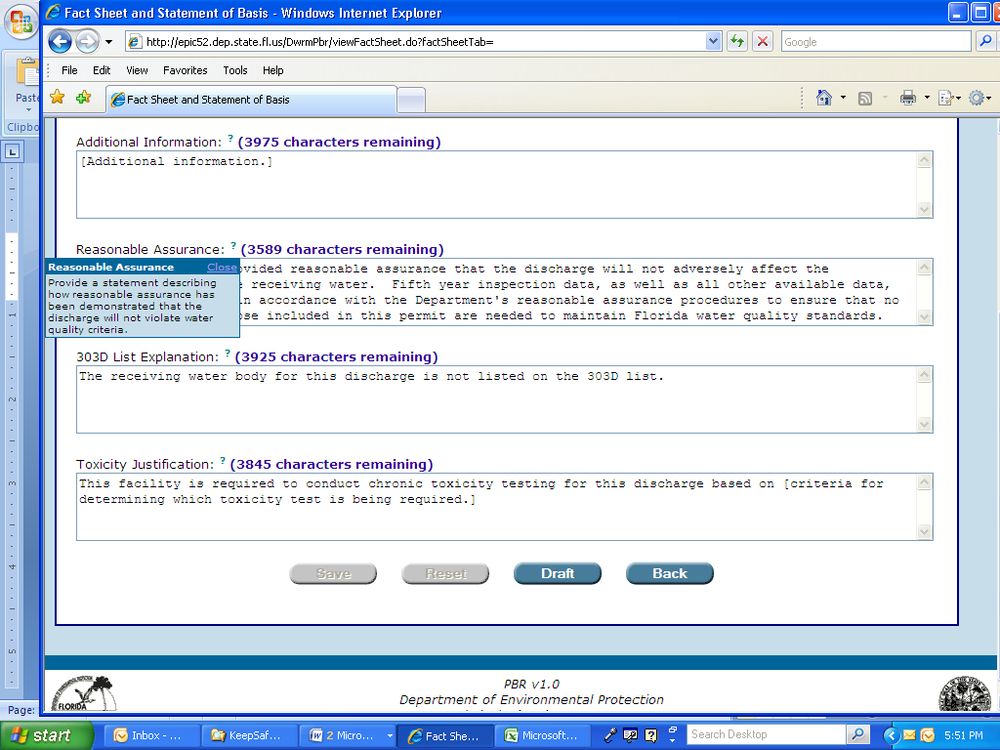 Fact Sheet and Statement of Basis - Windows Internet Explorer
http://epic52.dep.state.fl.us/DwrmPbr/viewFactSheet.do?factSheetTab=
Google
File Edit View Favorites Tools Help
Paste
Fact Sheet and Statement of Basis
Clipbo
Additional Information: ? (3975 characters remaining)
[Additional information.]
Reasonable Assurance: ? (3589 characters remaining)
Reasonable Assurance Close
Provide a statement describing
how reasonable assurance has
been demonstrated that the
discharge will not violate water
quality criteria.
ovided reasonable assurance that the discharge will not adversely affect the
receiving water. Fifth year inspection data, as well as all other available data,
in accordance with the Department's reasonable assurance procedures to ensure that no
ose included in this permit are needed to maintain Florida water quality standards.
303D List Explanation: ? (3925 characters remaining)
The receiving water body for this discharge is not listed on the 303D list.
Toxicity Justification: ? (3845 characters remaining)
This facility is required to conduct chronic toxicity testing for this discharge based on [criteria for
determining which toxicity test is being required.]
Save Reset Draft Back
1
2
3
4
5
PBR v1.0
Department of Environmental Protection
FLORIDA
Page:
start Inbox - ... KeepSaf... 2 Micro... Fact She... Microsoft... Search Desktop 5:51 PM